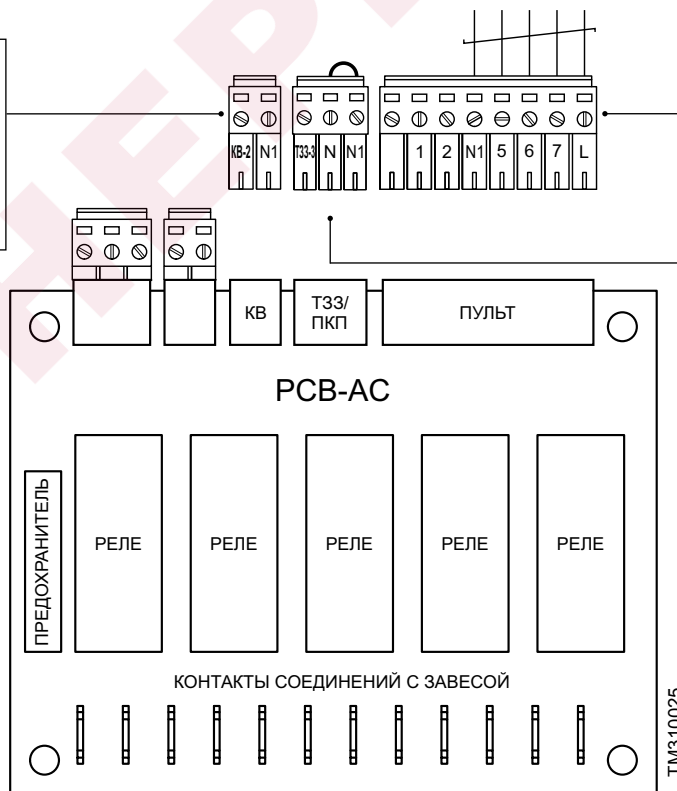 КВ-2 N1 ТЗЗ-3 N N1 1 2 N1 5 6 7 L
КВ
ТЗЗ/
ПКП
ПУЛЬТ
PCB-AC
ПРЕДОХРАНИТЕЛЬ
РЕЛЕ РЕЛЕ РЕЛЕ РЕЛЕ РЕЛЕ
КОНТАКТЫ СОЕДИНЕНИЙ С ЗАВЕСОЙ
TM310025